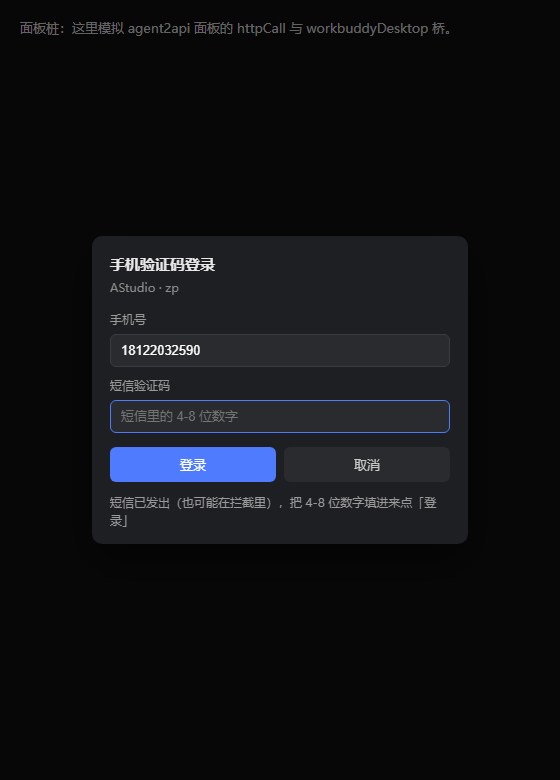 面板桩：这里模拟 agent2api 面板的 httpCall 与 workbuddyDesktop 桥。
手机验证码登录
AStudio · zp
手机号
18122032590
短信验证码
短信里的 4-8 位数字
登录
取消
短信已发出（也可能在拦截里），把 4-8 位数字填进来点「登
录」